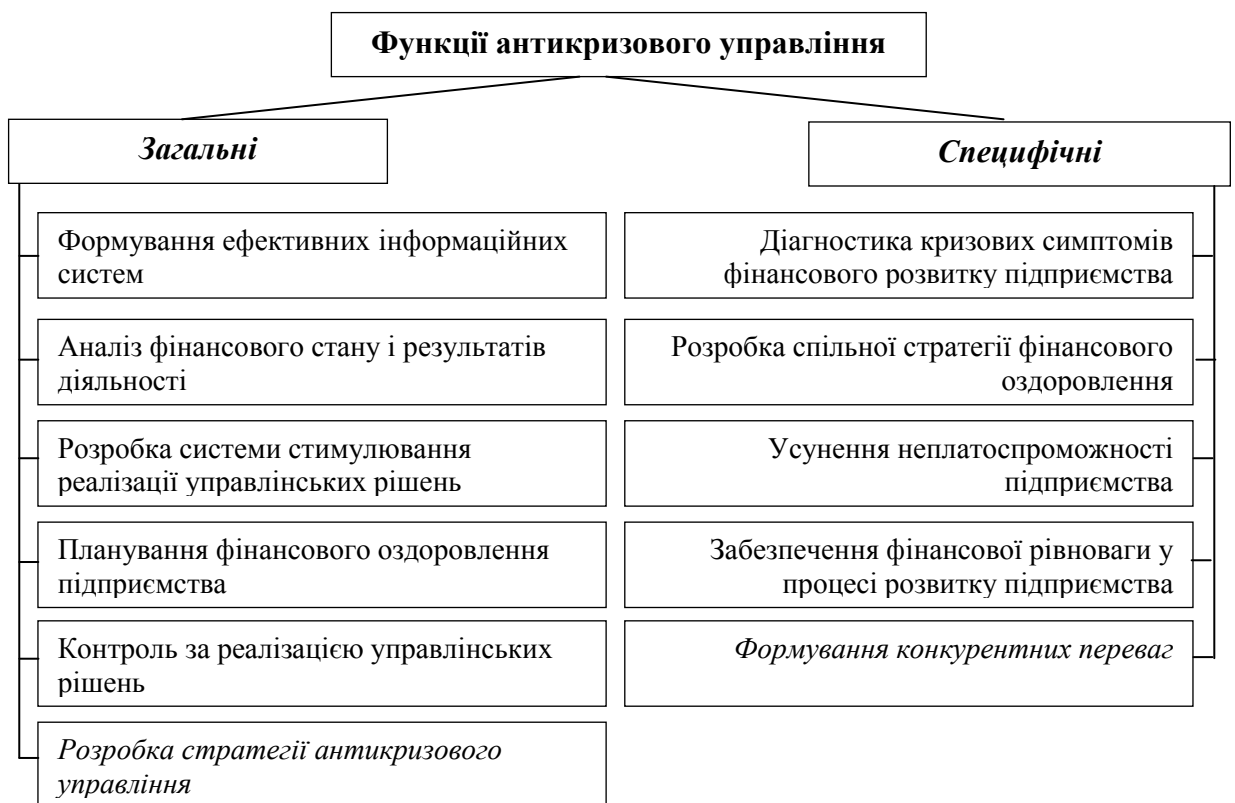 Функції антикризового управління
Загальні
Специфічні
Формування ефективних інформаційних
систем
Аналіз фінансового стану і результатів
діяльності
Розробка системи стимулювання
реалізації управлінських рішень
Планування фінансового оздоровлення
підприємства
Контроль за реалізацією управлінських
рішень
Розробка стратегії антикризового
управління
Діагностика кризових симптомів
фінансового розвитку підприємства
Розробка спільної стратегії фінансового
оздоровлення
Усунення неплатоспроможності
підприємства
Забезпечення фінансової рівноваги у
процесі розвитку підприємства
Формування конкурентних переваг